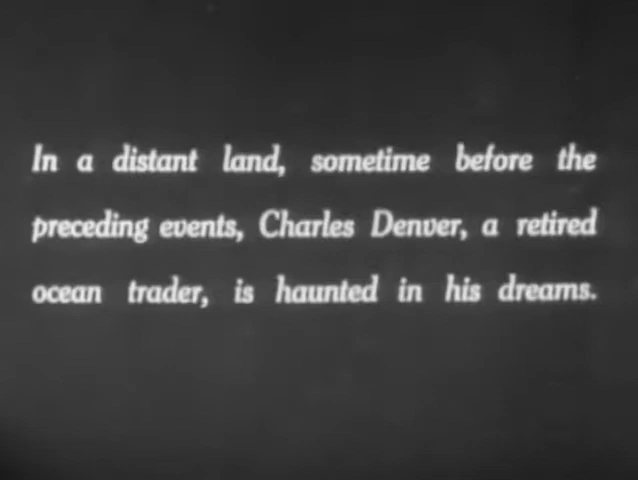 In a distant land, sometime before the
preceding events, Charles Denver, a retired
ocean trader, is haunted in his dreams.